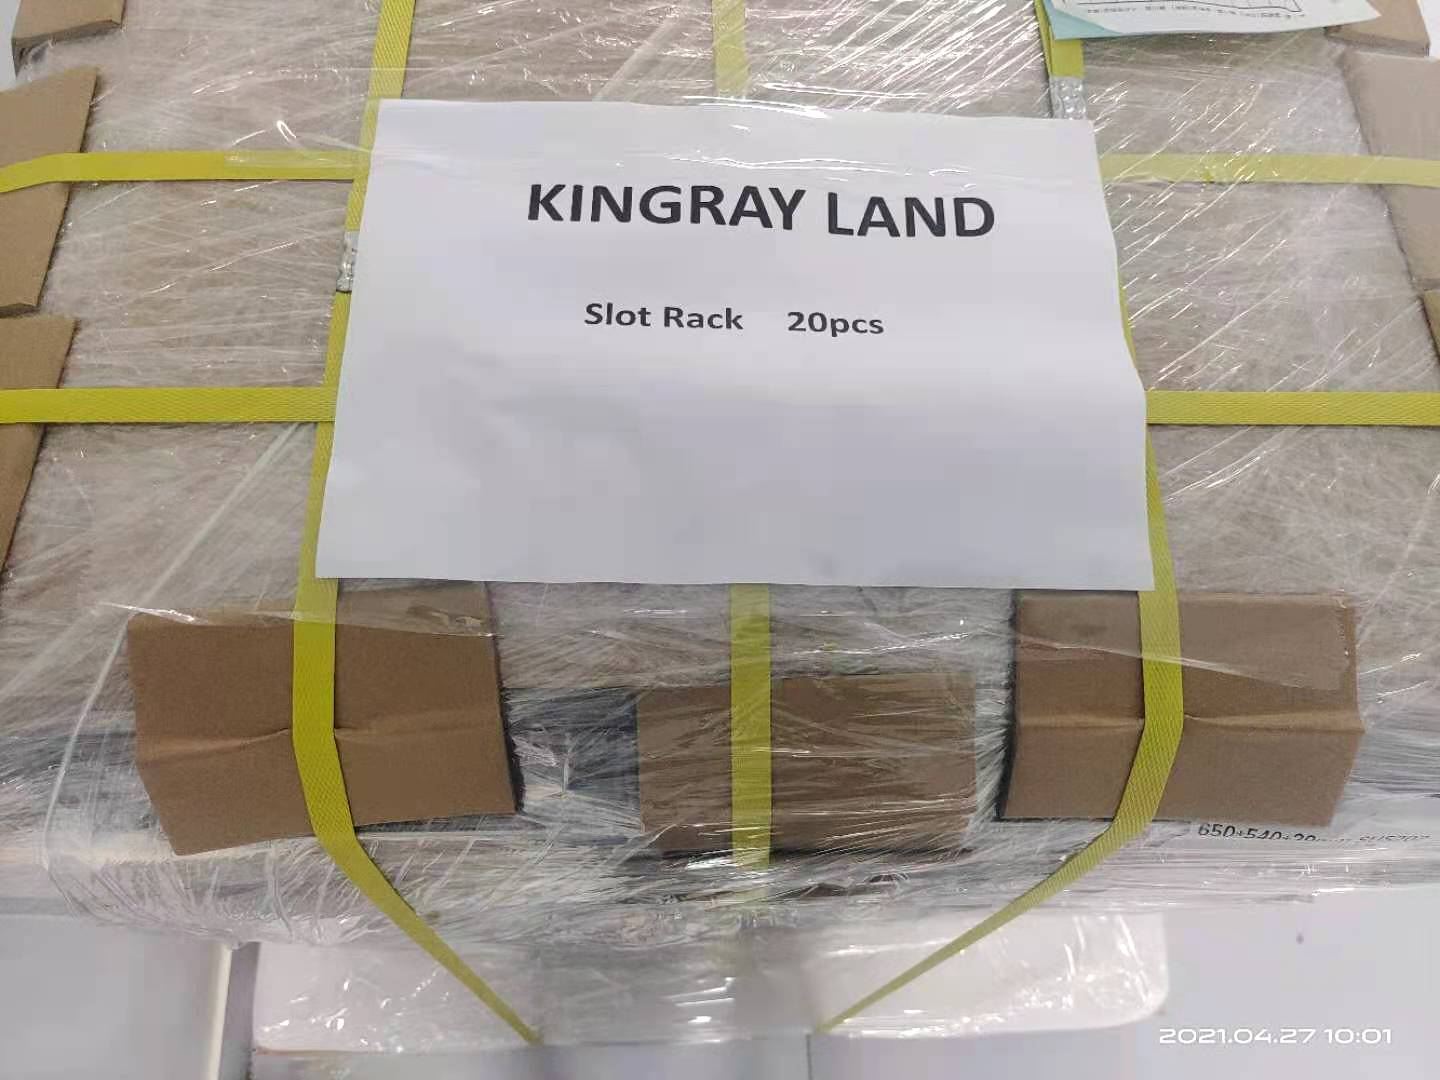 KINGRAY LAND
Slot Rack 20pcs
2021.04.27 10:01